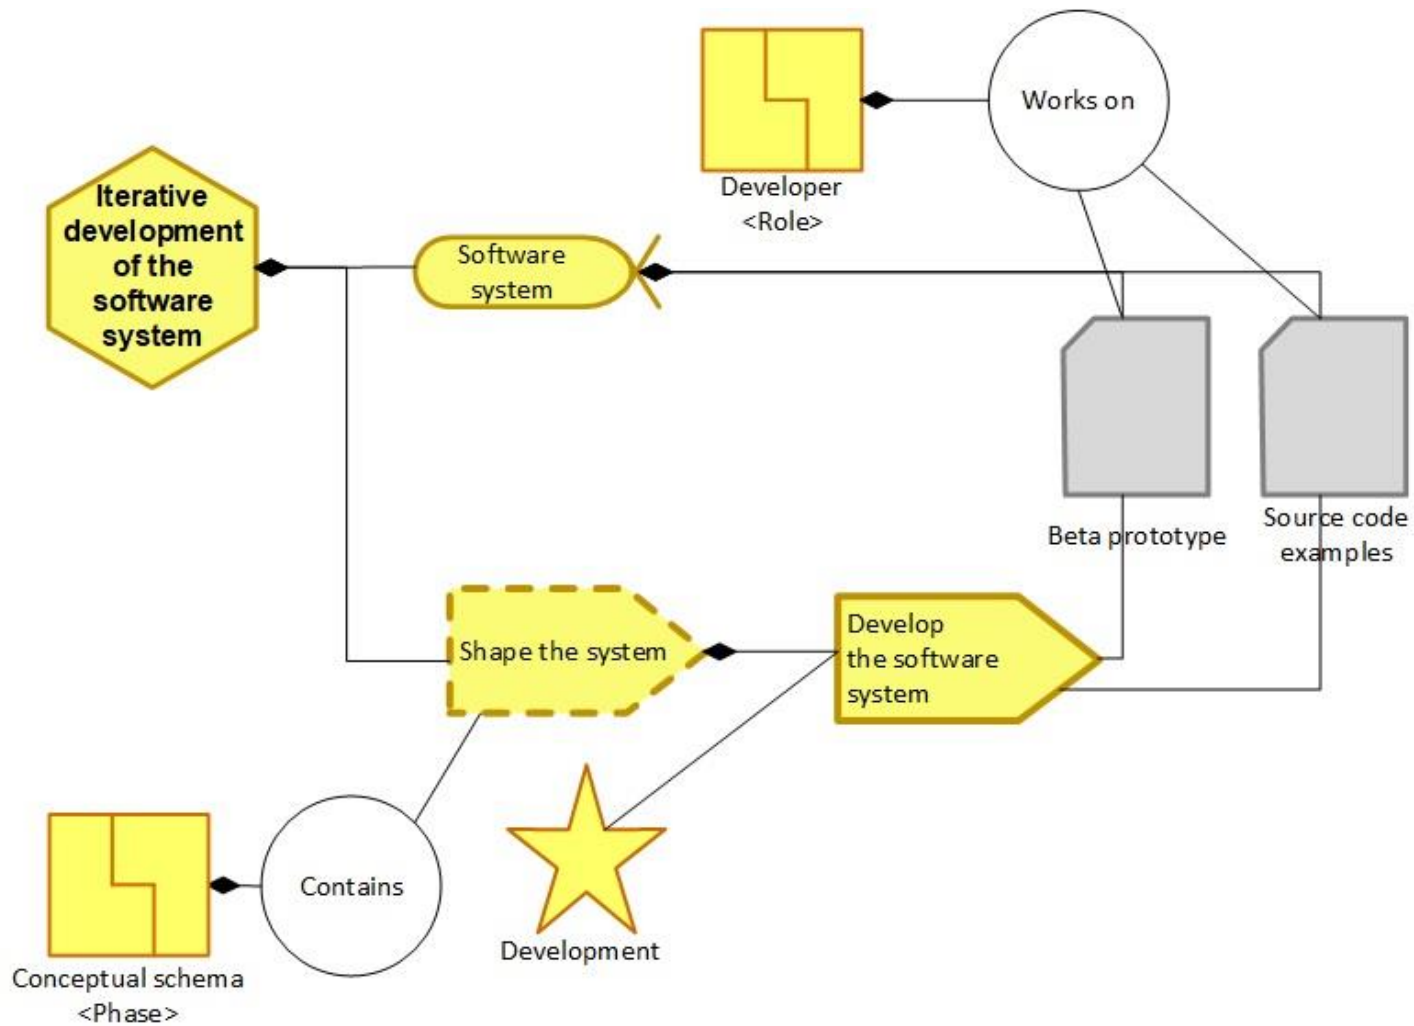 Works on
Developer
<Role>
Iterative
development
of the
software
system
Software
system
Beta prototype
Source code
examples
Shape the system
Develop
the software
system
Contains
Development
Conceptual schema
<Phase>